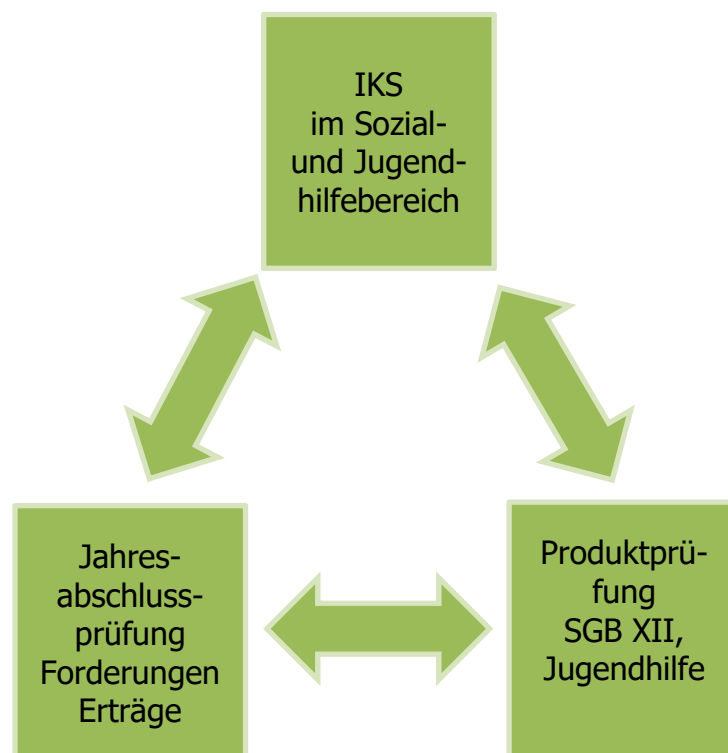 IKS
im Sozial-
und Jugend-
hilfebereich
Jahres-
abschluss-
prüfung
Forderungen
Erträge
Produktprü-
fung
SGB XII,
Jugendhilfe